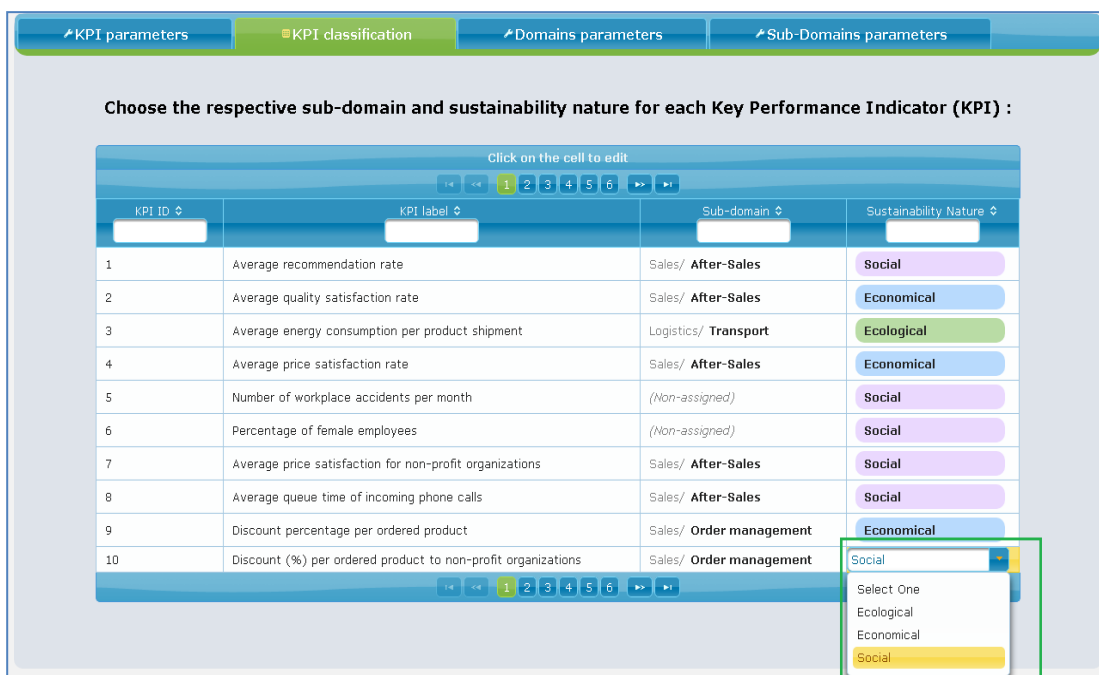 KPI parameters KPI classification Domains parameters Sub-Domains parameters
Choose the respective sub-domain and sustainability nature for each Key Performance Indicator (KPI) :
Click on the cell to edit
1 2 3 4 5 6
KPI ID KPI label Sub-domain Sustainability Nature
1 Average recommendation rate Sales/ After-Sales Social
2 Average quality satisfaction rate Sales/ After-Sales Economical
3 Average energy consumption per product shipment Logistics/ Transport Ecological
4 Average price satisfaction rate Sales/ After-Sales Economical
5 Number of workplace accidents per month (Non-assigned) Social
6 Percentage of female employees (Non-assigned) Social
7 Average price satisfaction for non-profit organizations Sales/ After-Sales Social
8 Average queue time of incoming phone calls Sales/ After-Sales Social
9 Discount percentage per ordered product Sales/ Order management Economical
10 Discount (%) per ordered product to non-profit organizations Sales/ Order management Social
1 2 3 4 5 6
Select One
Ecological
Economical
Social